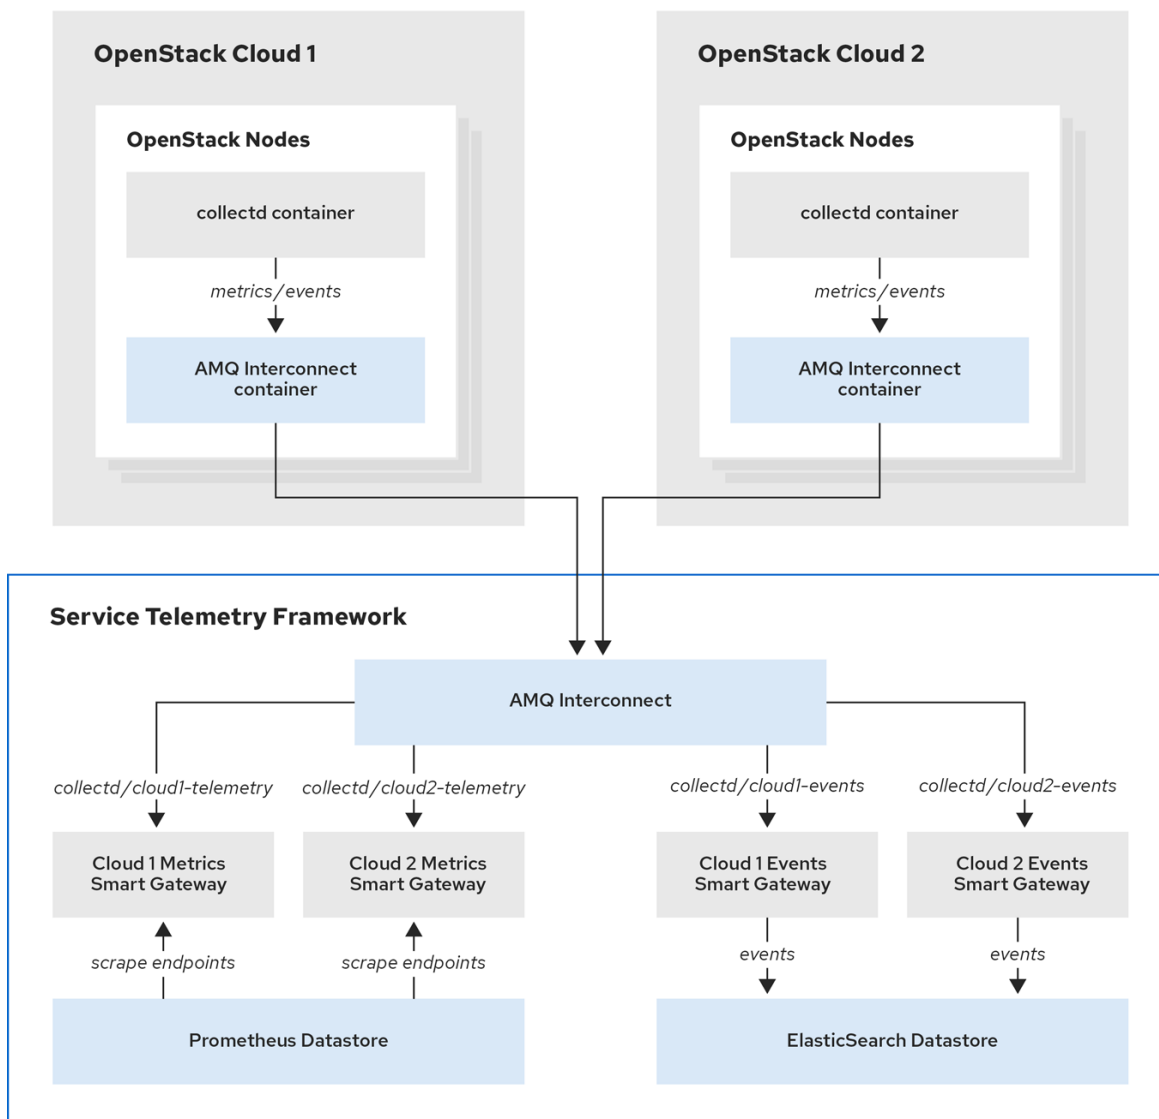 OpenStack Cloud 1
OpenStack Nodes
collectd container
metrics/events
AMQ Interconnect
container
OpenStack Cloud 2
OpenStack Nodes
collectd container
metrics/events
AMQ Interconnect
container
Service Telemetry Framework
AMQ Interconnect
collectd/cloud1-telemetry
collectd/cloud2-telemetry
collectd/cloud1-events
collectd/cloud2-events
Cloud 1 Metrics
Smart Gateway
Cloud 2 Metrics
Smart Gateway
Cloud 1 Events
Smart Gateway
Cloud 2 Events
Smart Gateway
scrape endpoints
scrape endpoints
events
events
Prometheus Datastore
ElasticSearch Datastore